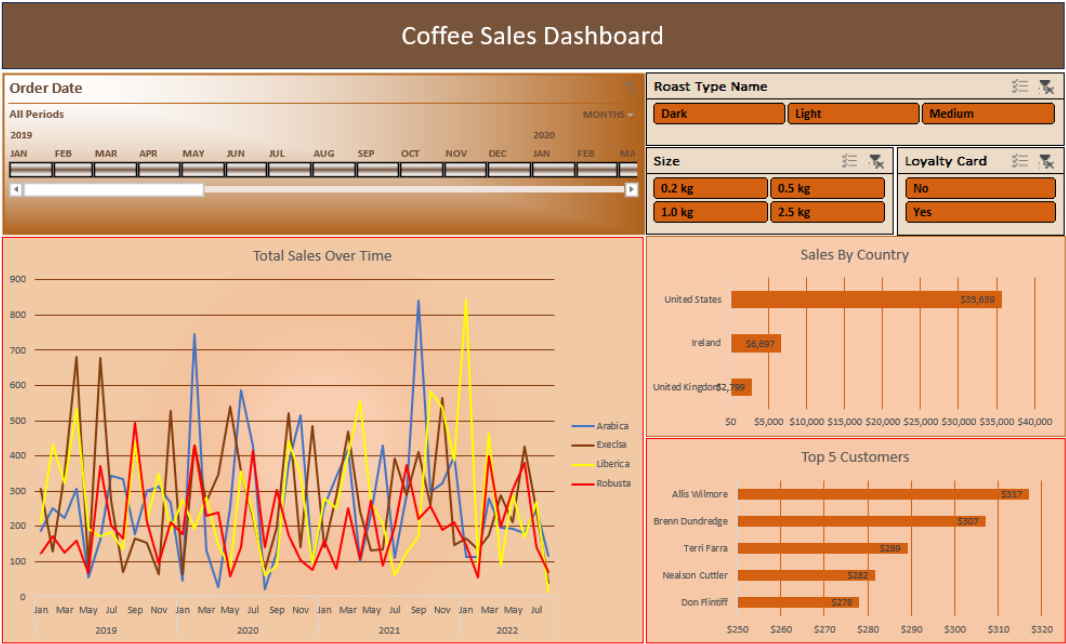 Coffee Sales Dashboard
Order Date
All Periods
MONTHS
2019 2020
JAN FEB MAR APR MAY JUN JUL AUG SEP OCT NOV DEC JAN FEB MA
Roast Type Name
Dark Light Medium
Size
0.2 kg 0.5 kg
1.0 kg 2.5 kg
Loyalty Card
No
Yes
Total Sales Over Time
900
800
700
600
500
400
300
200
100
0
Jan Mar May Jul Sep Nov Jan Mar May Jul Sep Nov Jan Mar May Jul Sep Nov Jan Mar May Jul
2019 2020 2021 2022
Arabica
Execlsa
Liberica
Robusta
Sales By Country
United States $35,639
Ireland $6,697
United Kingdom $2,799
$0 $5,000 $10,000 $15,000 $20,000 $25,000 $30,000 $35,000 $40,000
Top 5 Customers
Allis Wilmore $317
Brenn Dundredge $307
Terri Farra $289
Nealson Cuttler $282
Don Flintiff $278
$250 $260 $270 $280 $290 $300 $310 $320